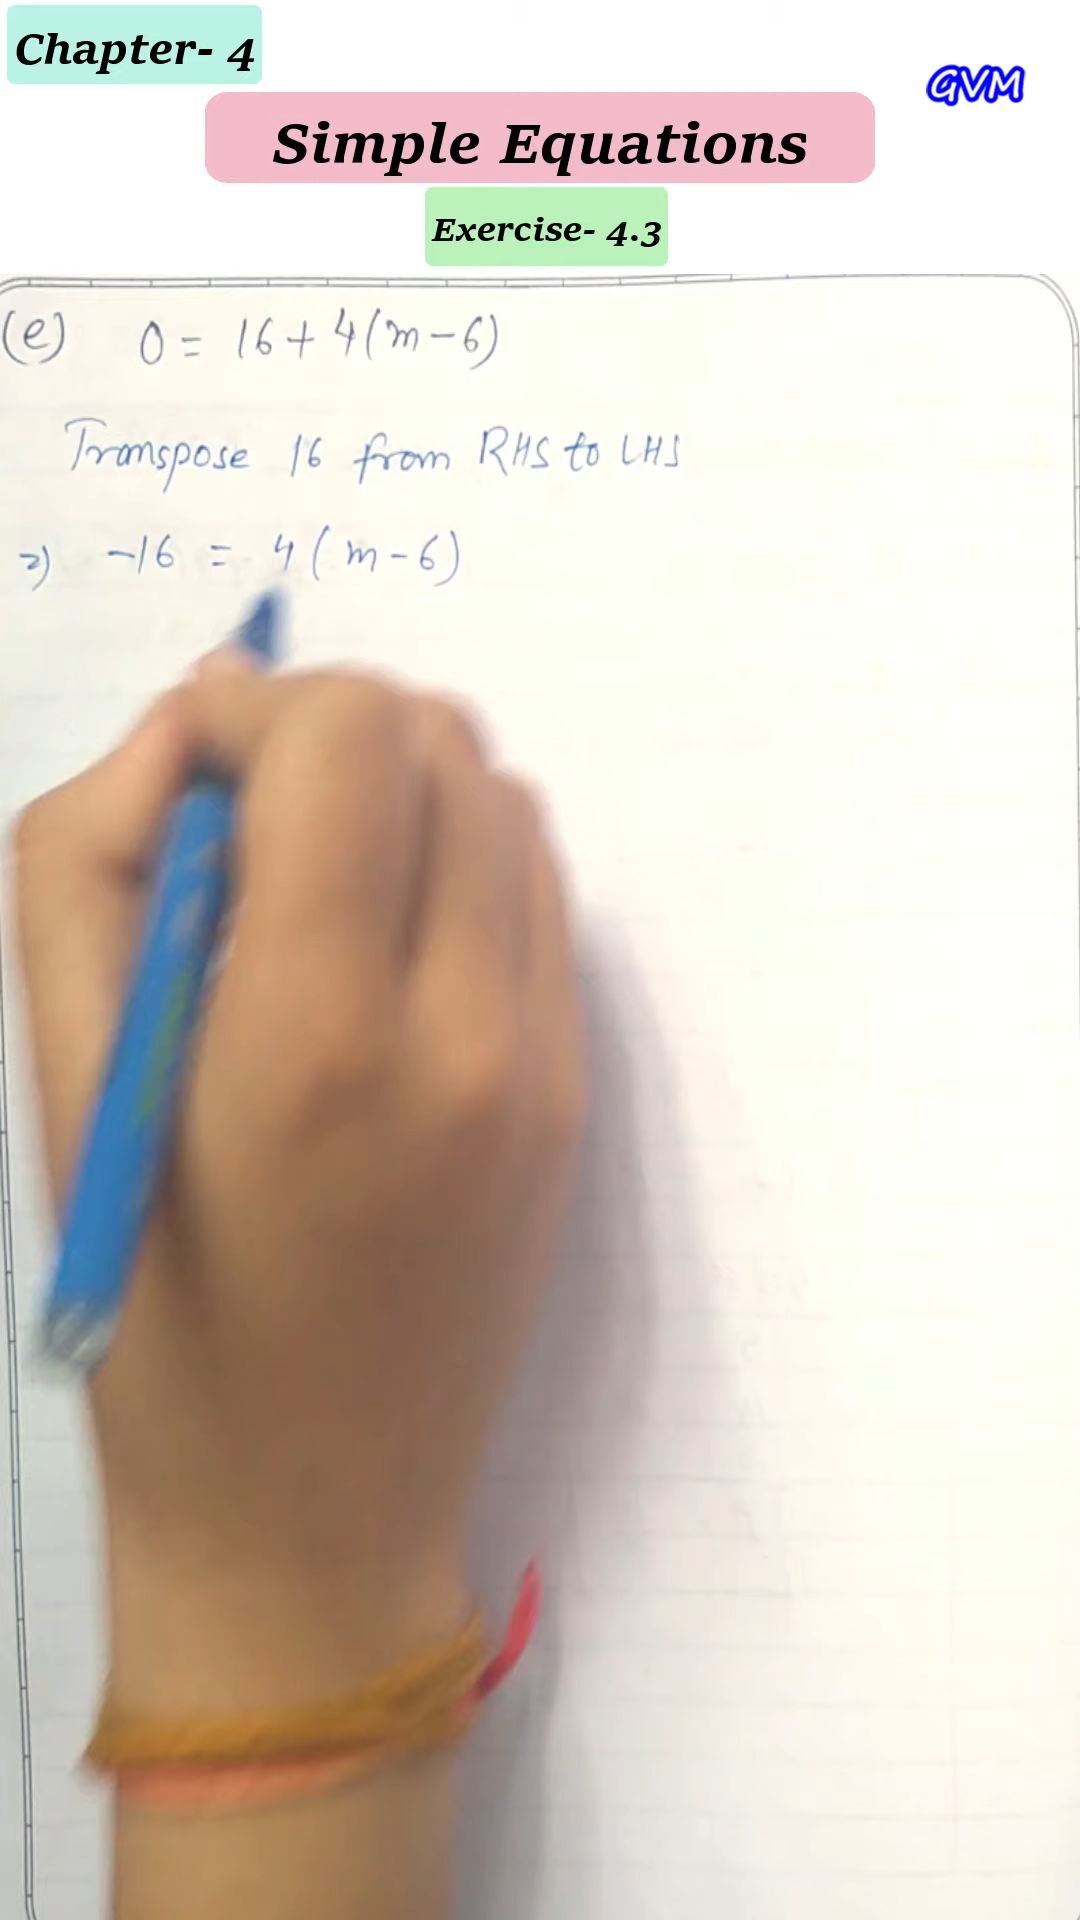 Chapter- 4
GVM
Simple Equations
Exercise- 4.3
(e) 0 = 16 + 4(m-6)
Transpose 16 from RHS to LHS
⇒) -16 = 4(m-6)